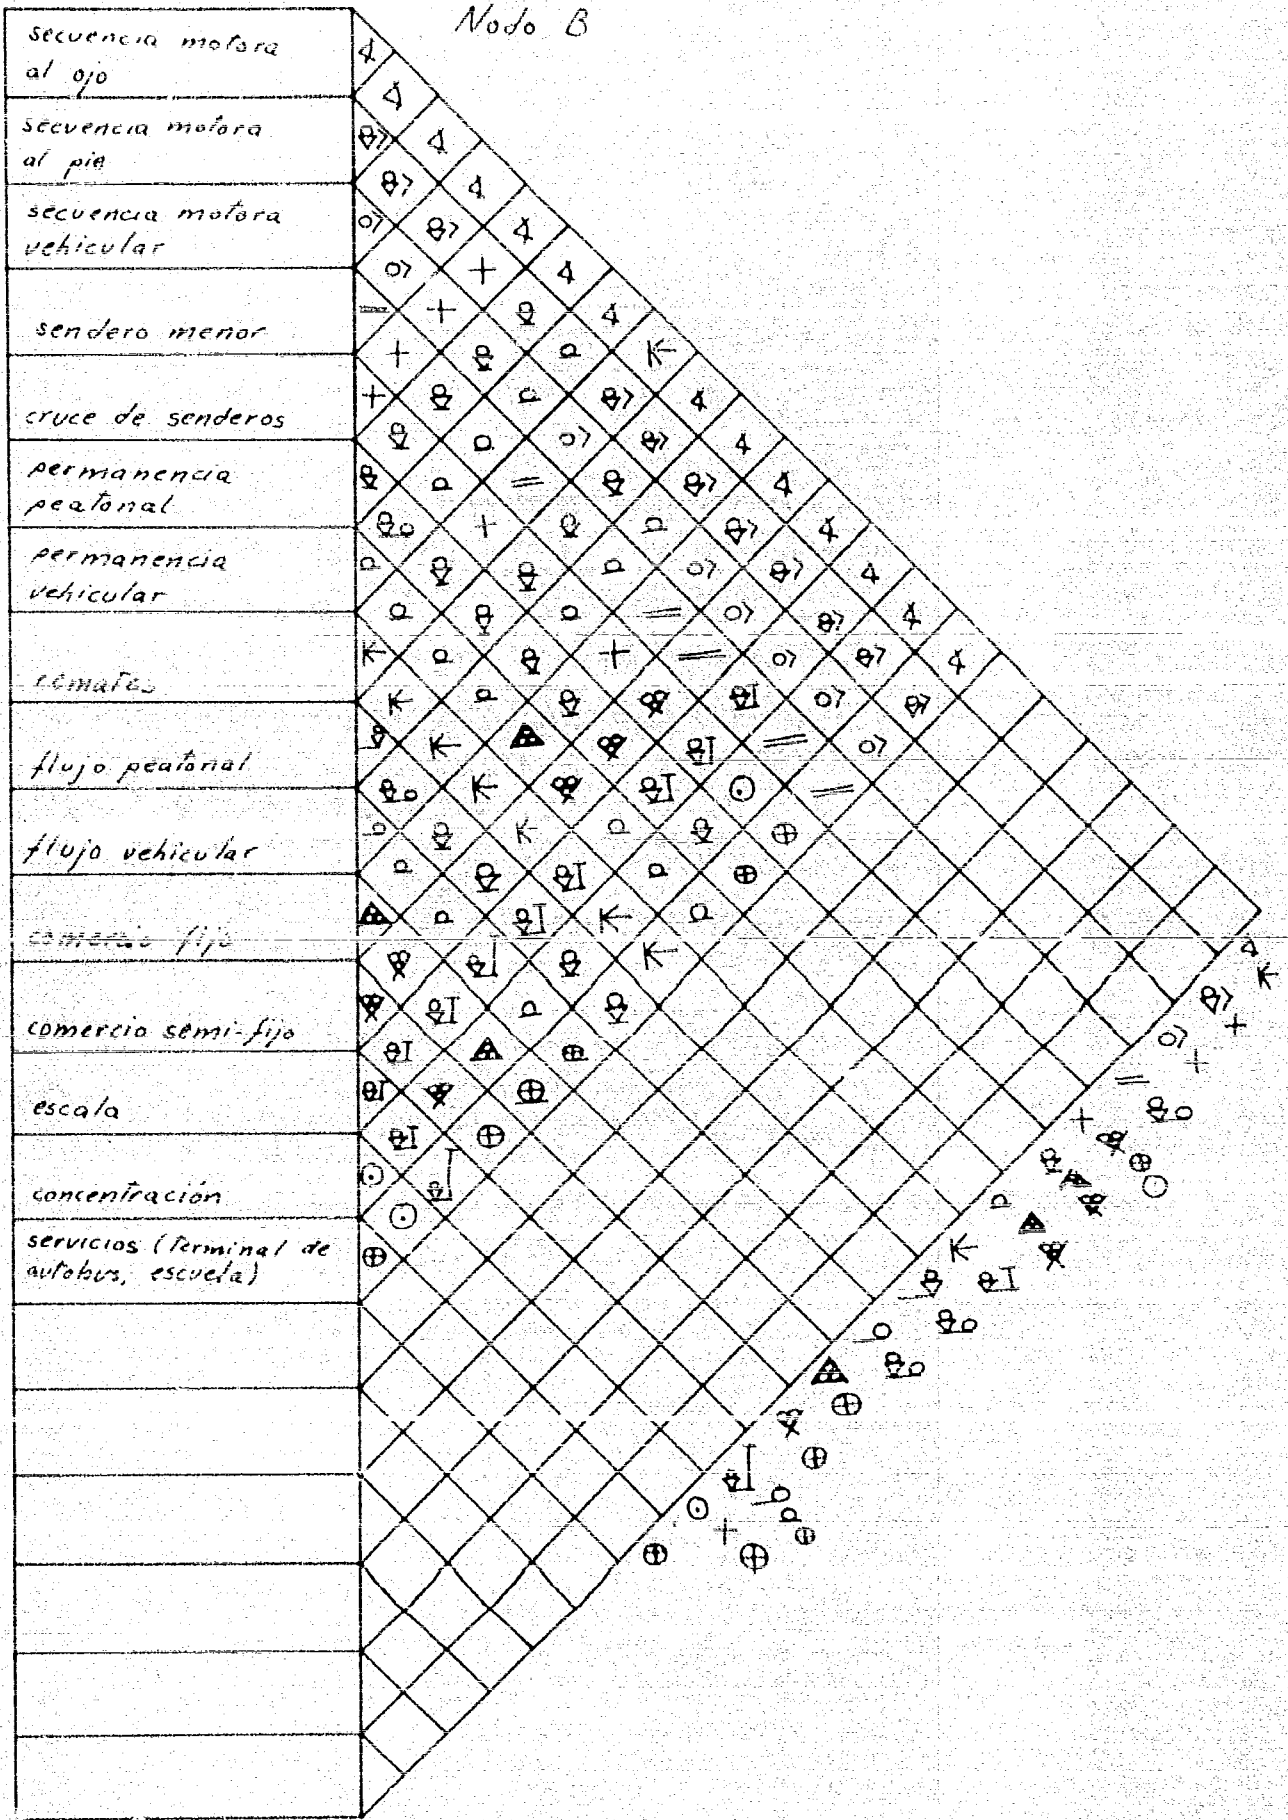 Nodo B
secuencia motora
al ojo
secuencia motora
al pie
secuencia motora
vehicular
sendero menor
cruce de senderos
permanencia
peatonal
permanencia
vehicular
remates
flujo peatonal
flujo vehicular
comercio fijo
comercio semi-fijo
escala
concentración
servicios (terminal de
autobus, escuela)